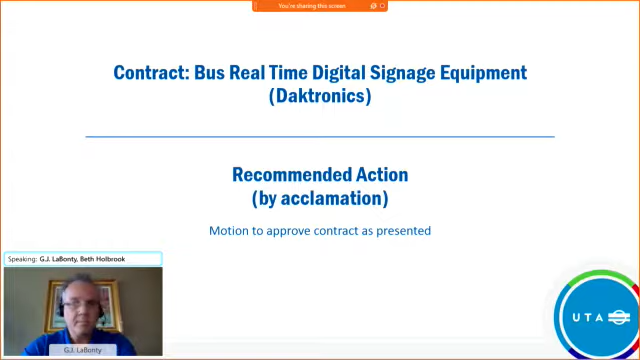 You're sharing this screen
Contract: Bus Real Time Digital Signage Equipment
(Daktronics)
Recommended Action
(by acclamation)
Motion to approve contract as presented
Speaking: G.J. LaBonty, Beth Holbrook
G.J. LaBonty
UTA